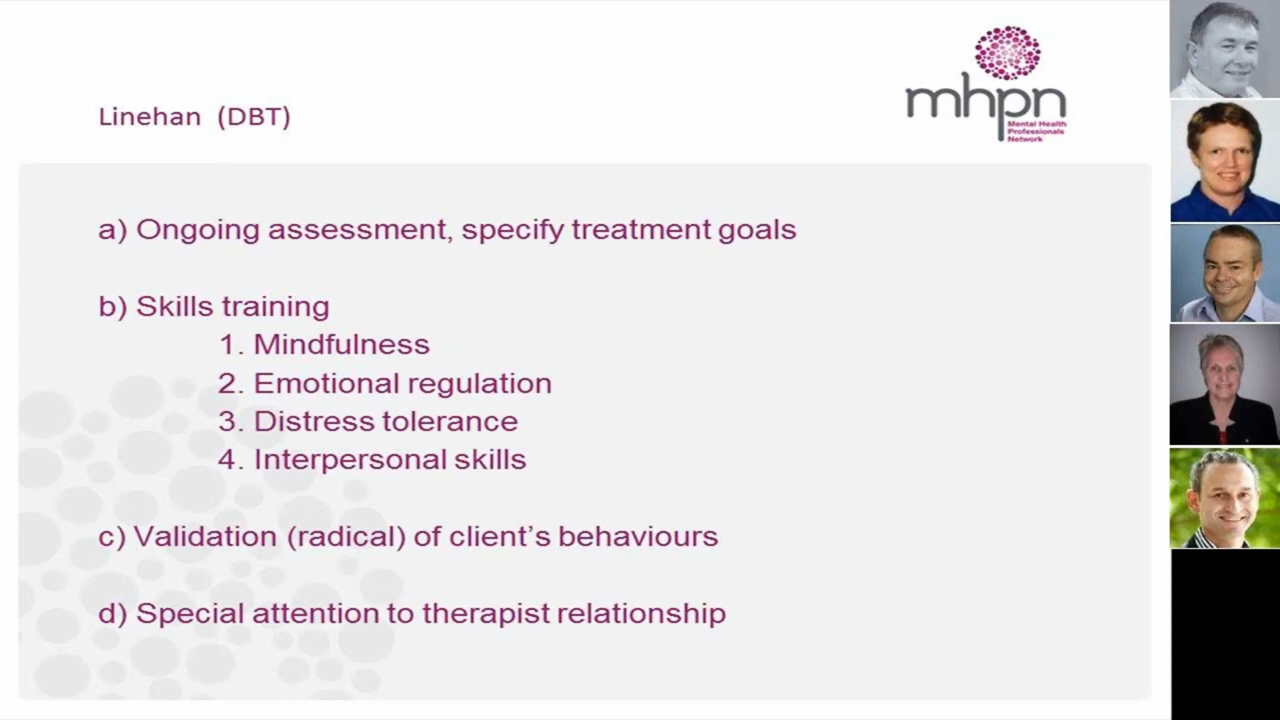 mhpn
Mental Health
Professionals
Network
Linehan (DBT)
a) Ongoing assessment, specify treatment goals
b) Skills training
1. Mindfulness
2. Emotional regulation
3. Distress tolerance
4. Interpersonal skills
c) Validation (radical) of client’s behaviours
d) Special attention to therapist relationship